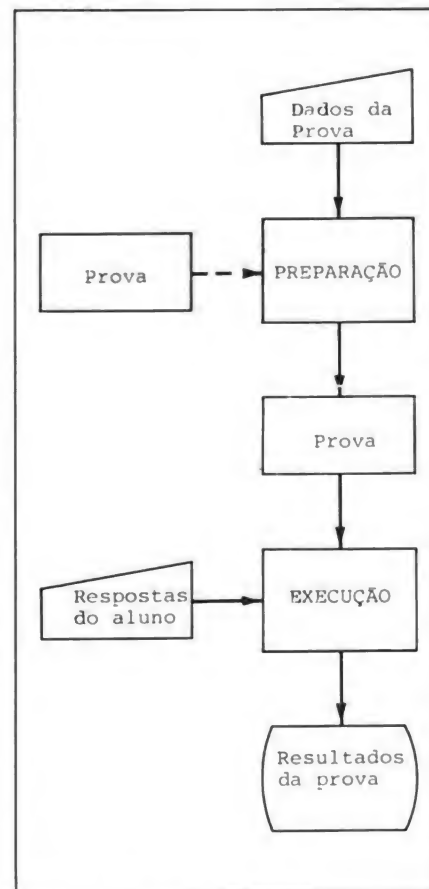 Dados da
Prova
Prova
PREPARAÇÃO
Prova
Respostas
do aluno
EXECUÇÃO
Resultados
da prova